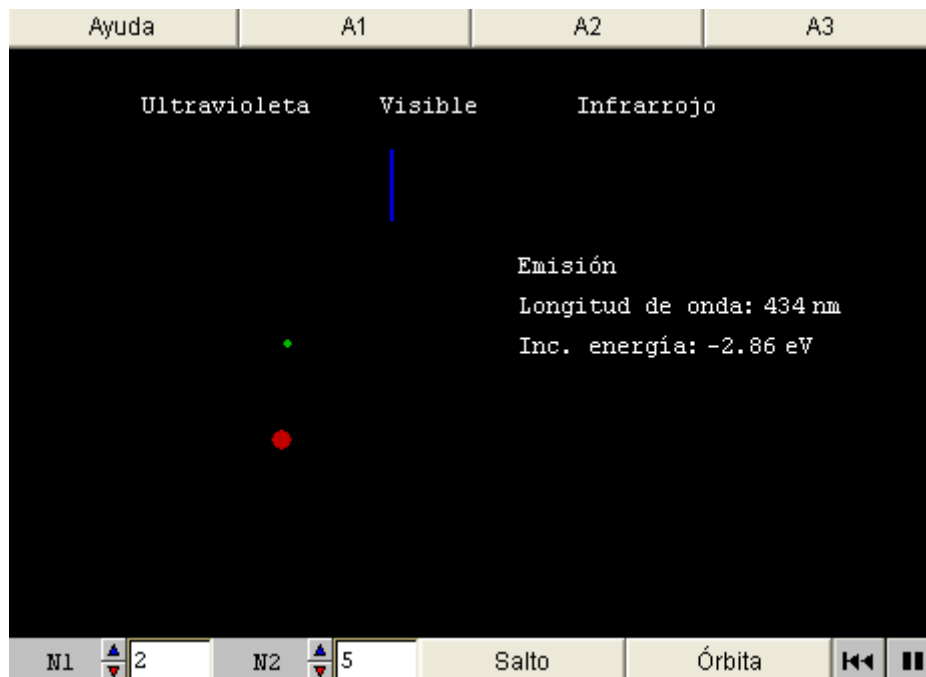 Ayuda A1 A2 A3
Ultravioleta Visible Infrarrojo
Emisión
Longitud de onda: 434 nm
Inc. energía: -2.86 eV
N1 2 N2 5 Salto Órbita